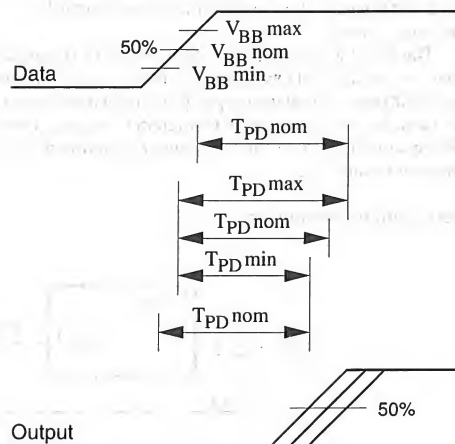 V_BB max
50%
V_BB nom
Data
V_BB min
T_PD nom
T_PD max
T_PD nom
T_PD min
T_PD nom
50%
Output